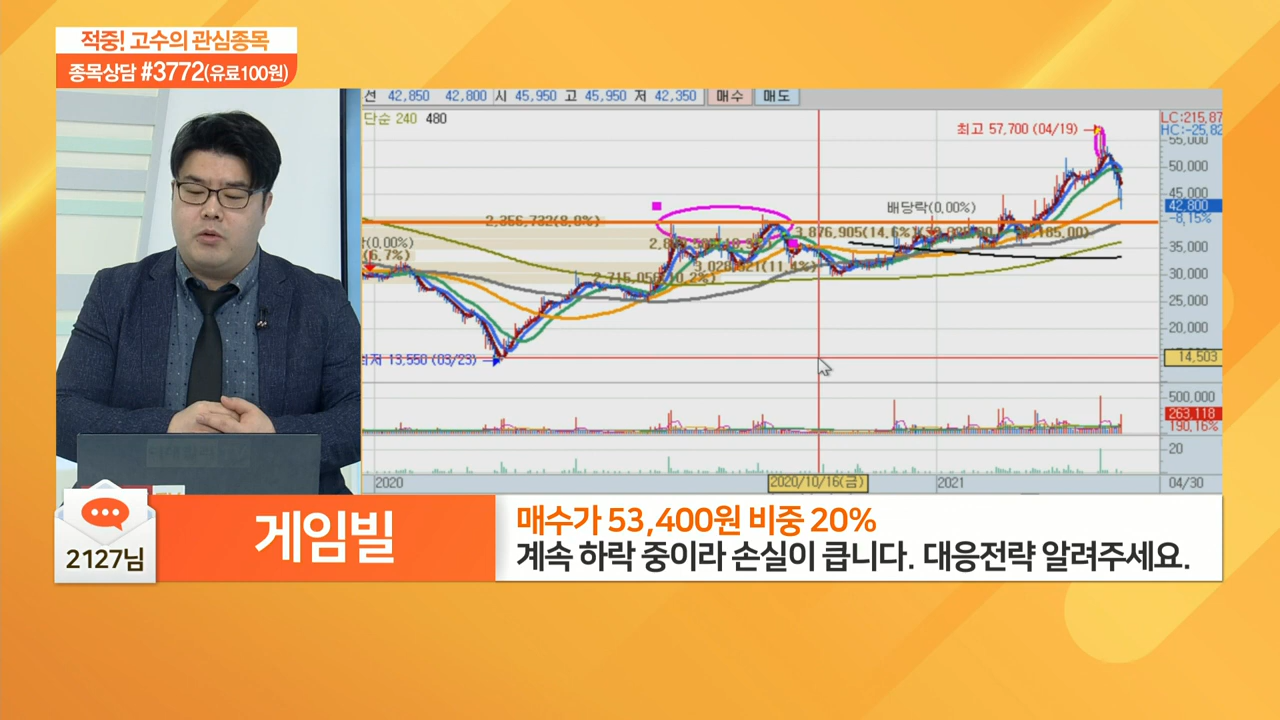 적중! 고수의 관심종목
종목상담 #3772(유료100원)
42,850 42,800 시 45,950 고 45,950 저 42,350 매수 매도
단순 240 480
최고 57,700 (04/19)
LC:215,87
HC:-25,82
55,000
50,000
45,000
42,800
-8,15%
배당락(0,00%)
2,356,732(8,0%)
3,876,905(14,6%)
(0,00%)
(6,7%)
3,028,621(11,4%)
35,000
30,000
25,000
20,000
14,503
13,550 (03/23)
500,000
263,118
190,16%
20
2020
2020/10/16(금)
2021
04/30
2127님
게임빌
매수가 53,400원 비중 20%
계속 하락 중이라 손실이 큽니다. 대응전략 알려주세요.